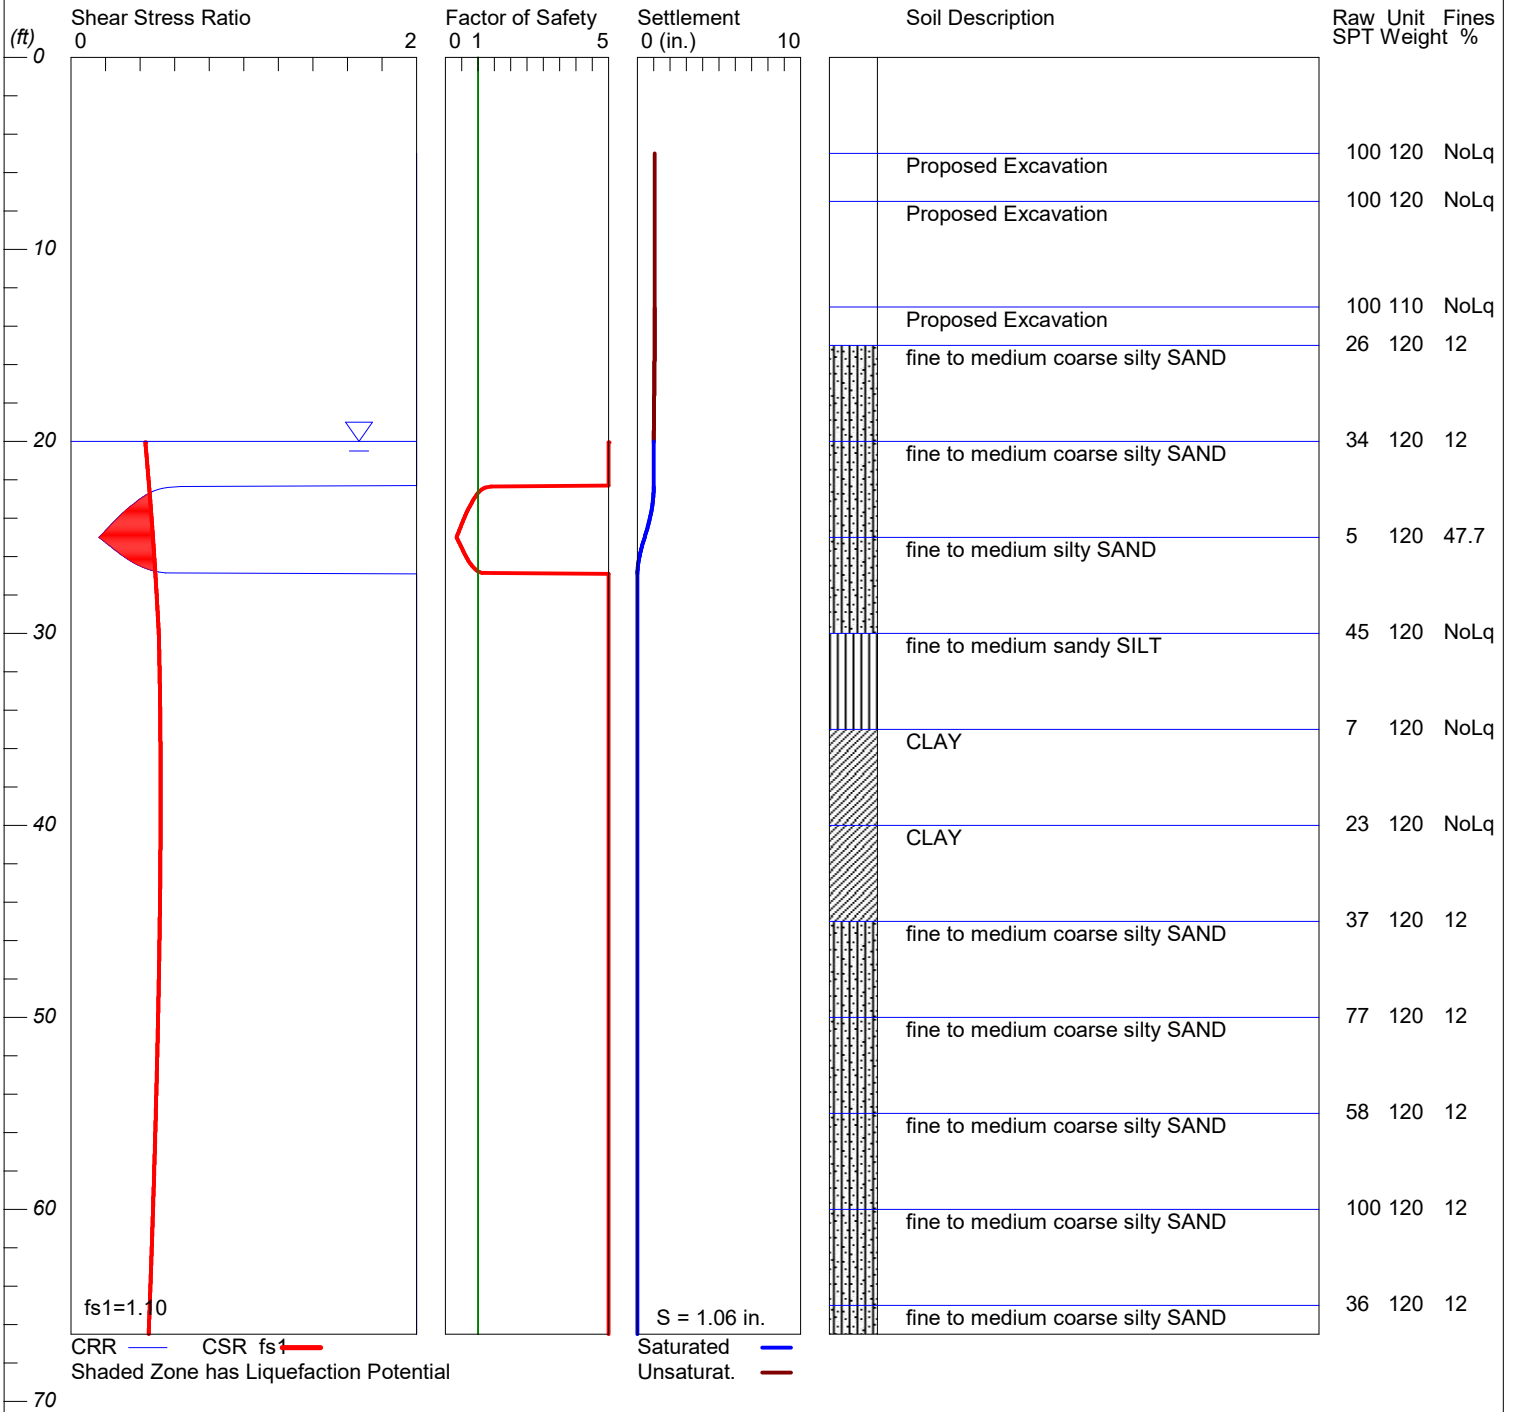 Shear Stress Ratio Factor of Safety Settlement Soil Description Raw Unit Fines
(ft) 0 2 0 1 5 0 (in.) 10 SPT Weight %
0
100 120 NoLq
Proposed Excavation
100 120 NoLq
Proposed Excavation
10
100 110 NoLq
Proposed Excavation
26 120 12
fine to medium coarse silty SAND
20 34 120 12
fine to medium coarse silty SAND
5 120 47.7
fine to medium silty SAND
30 45 120 NoLq
fine to medium sandy SILT
7 120 NoLq
CLAY
40 23 120 NoLq
CLAY
37 120 12
fine to medium coarse silty SAND
50 77 120 12
fine to medium coarse silty SAND
58 120 12
fine to medium coarse silty SAND
60 100 120 12
fine to medium coarse silty SAND
36 120 12
fs1=1.10 S = 1.06 in. fine to medium coarse silty SAND
CRR CSR fs1 Saturated
Shaded Zone has Liquefaction Potential Unsaturat.
70